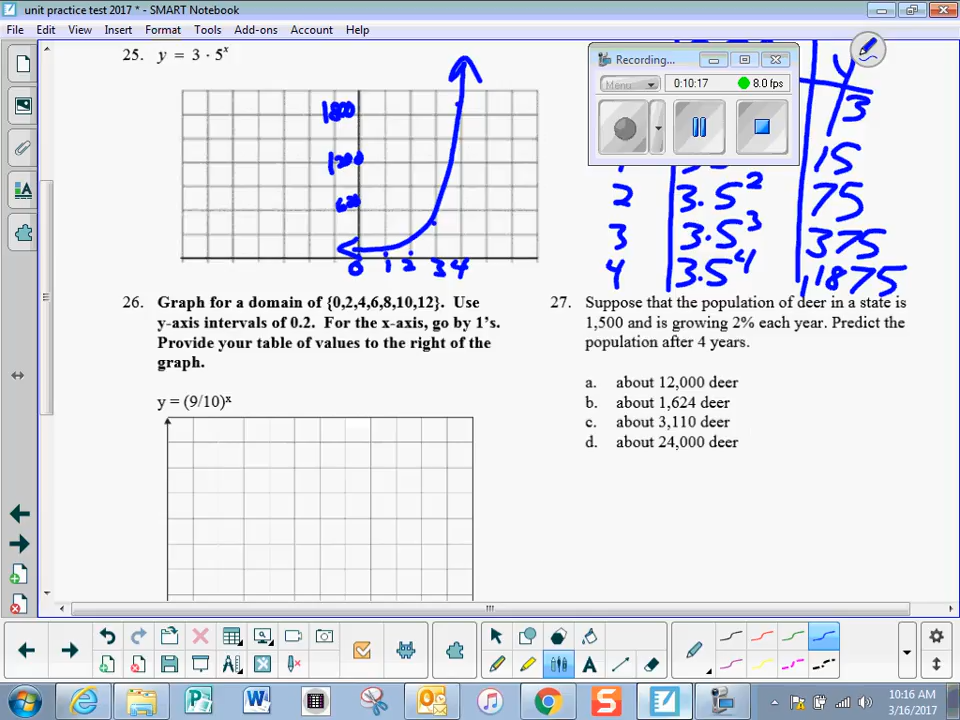 unit practice test 2017 * - SMART Notebook
File Edit View Insert Format Tools Add-ons Account Help
Recording...
Menu
0:10:17
8.0 fps
25. y = 3 · 5ˣ
1800
1200
600
0 1 2 3 4
y
3
15
2 3·5² 75
3 3·5³ 375
4 3·5⁴ 1,875
26. Graph for a domain of {0,2,4,6,8,10,12}. Use
y-axis intervals of 0.2. For the x-axis, go by 1's.
Provide your table of values to the right of the
graph.
y = (9/10)ˣ
27. Suppose that the population of deer in a state is
1,500 and is growing 2% each year. Predict the
population after 4 years.
a. about 12,000 deer
b. about 1,624 deer
c. about 3,110 deer
d. about 24,000 deer
10:16 AM
3/16/2017